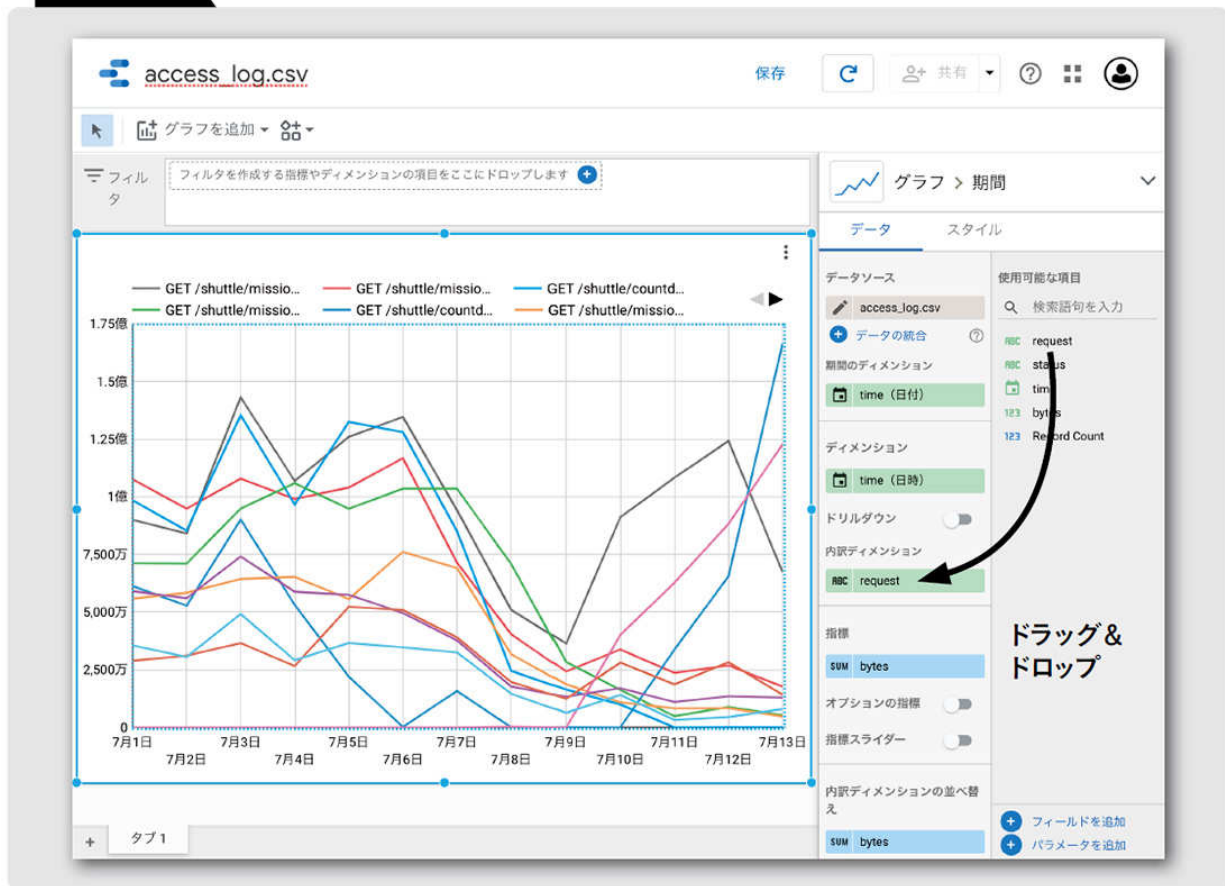 access_log.csv
保存
共有
グラフを追加
フィルタ
フィルタを作成する指標やディメンションの項目をここにドロップします
GET /shuttle/missio...
GET /shuttle/missio...
GET /shuttle/countd...
GET /shuttle/missio...
GET /shuttle/countd...
GET /shuttle/missio...
1.75億
1.5億
1.25億
1億
7,500万
5,000万
2,500万
0
7月1日
7月2日
7月3日
7月4日
7月5日
7月6日
7月7日
7月8日
7月9日
7月10日
7月11日
7月12日
7月13日
+ タブ 1
グラフ > 期間
データ スタイル
データソース
access_log.csv
データの統合
期間のディメンション
time（日付）
ディメンション
time（日時）
ドリルダウン
内訳ディメンション
ABC request
指標
SUM bytes
オプションの指標
指標スライダー
内訳ディメンションの並べ替
え
SUM bytes
使用可能な項目
検索語句を入力
ABC request
ABC status
time
123 bytes
123 Record Count
ドラッグ＆
ドロップ
フィールドを追加
パラメータを追加